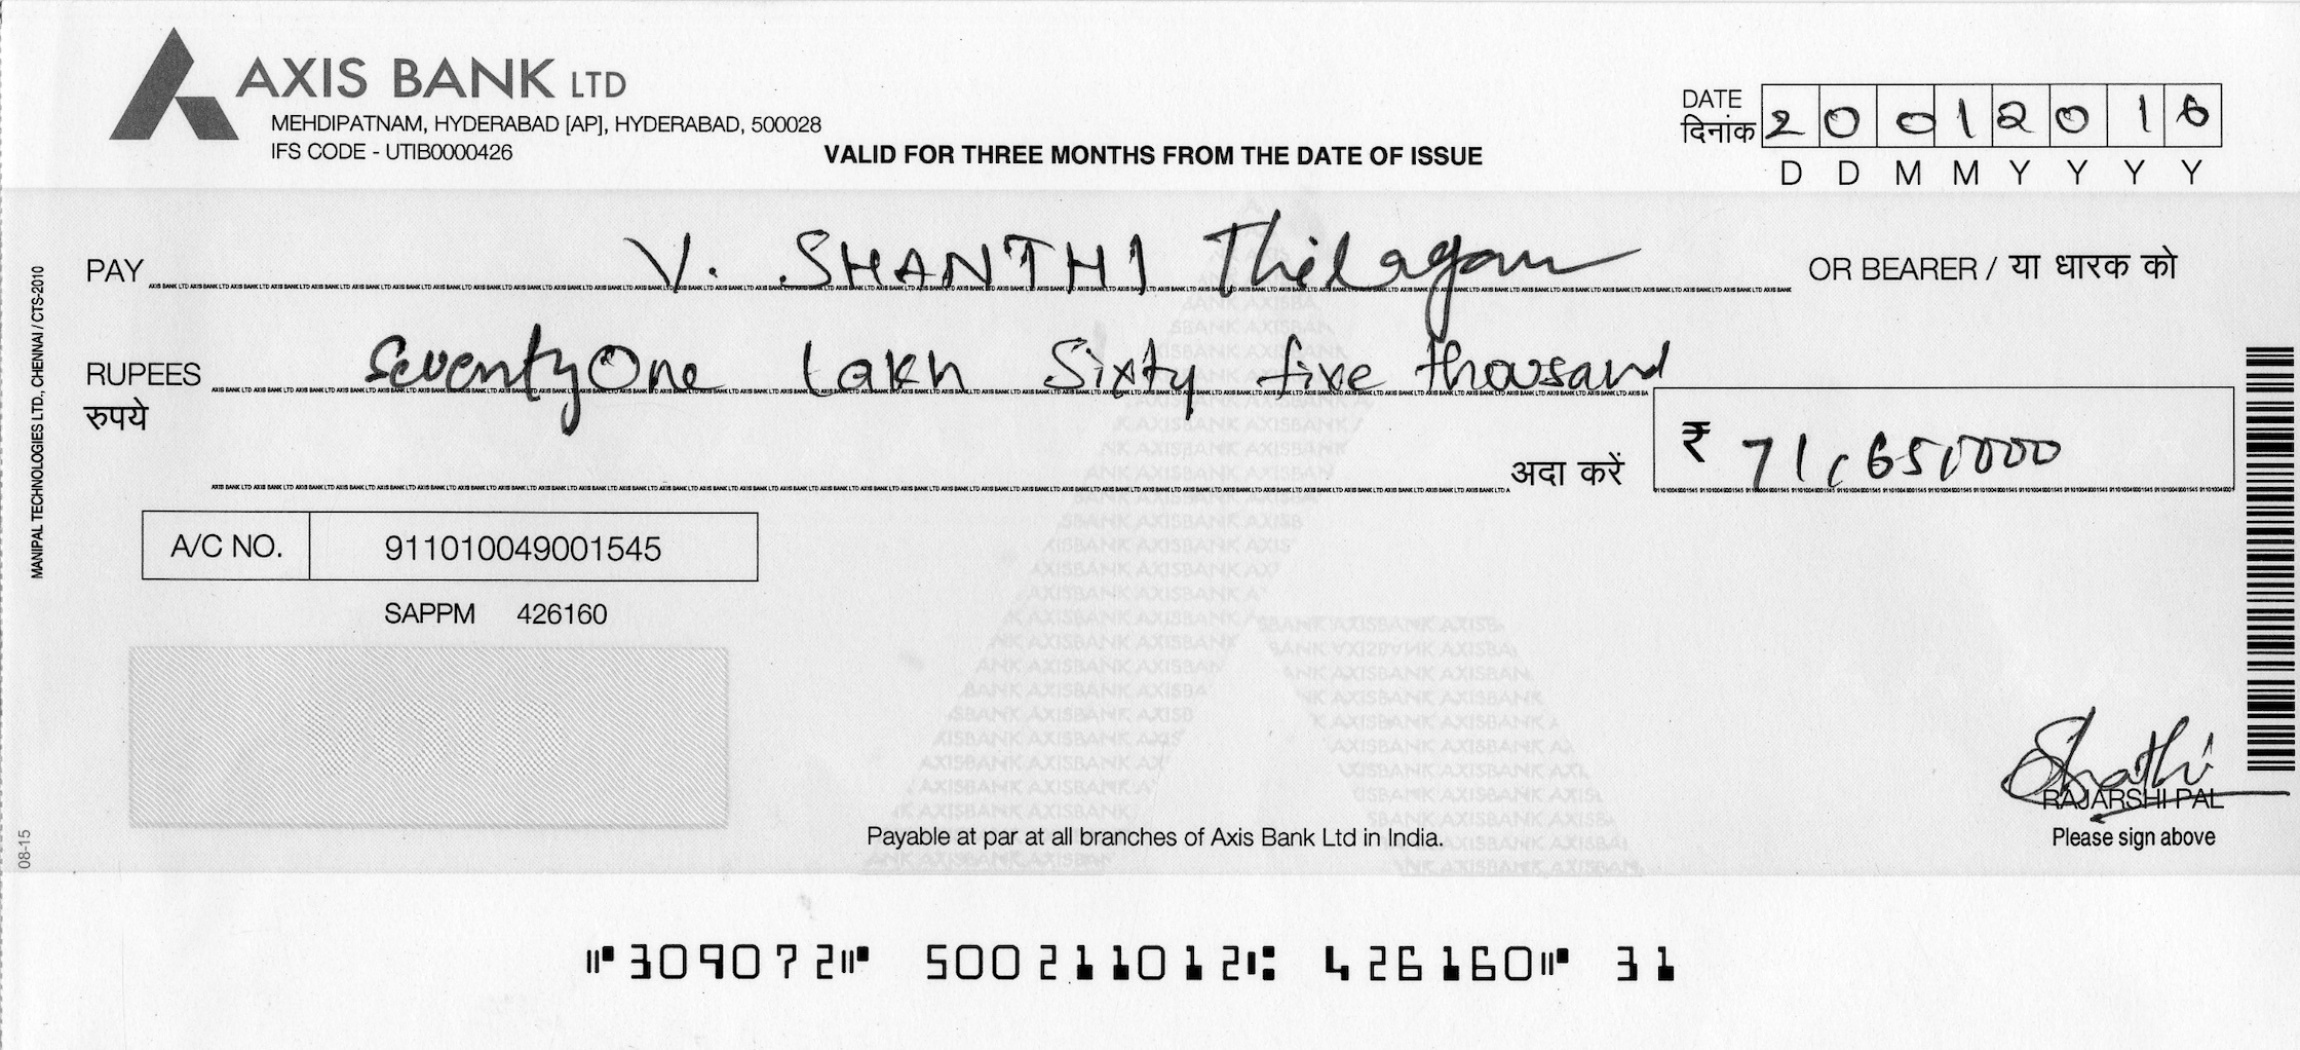 AXIS BANK LTD
MEHDIPATNAM, HYDERABAD [AP], HYDERABAD, 500028
IFS CODE - UTIB0000426
VALID FOR THREE MONTHS FROM THE DATE OF ISSUE
DATE
दिनांक 2 0 0 1 2 0 1 6
D D M M Y Y Y Y
PAY V. SHANTHI Thilagam OR BEARER / या धारक को
RUPEES Seventy One Lakh Sixty five thousand
रुपये
अदा करें ₹ 71,65,000
A/C NO. 911010049001545
SAPPM 426160
RAJARSHI PAL
Please sign above
Payable at par at all branches of Axis Bank Ltd in India.
MANIPAL TECHNOLOGIES LTD., CHENNAI / CTS-2010
08-15
⑈309072⑈ 500211012⑆ 426160⑈ 31